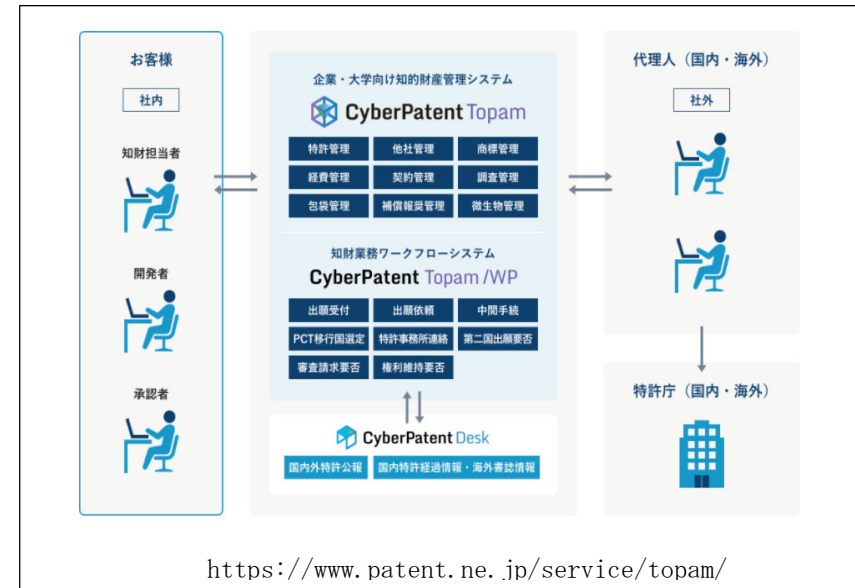 お客様
社内
知財担当者
開発者
承認者
企業・大学向け知的財産管理システム
CyberPatent Topam
特許管理 他社管理 商標管理
経費管理 契約管理 調査管理
包袋管理 補償報奨管理 微生物管理
知財業務ワークフローシステム
CyberPatent Topam/WP
出願受付 出願依頼 中間手続
PCT移行国選定 特許事務所連絡 第二国出願要否
審査請求要否 権利維持要否
CyberPatent Desk
国内外特許公報 国内特許経過情報・海外書誌情報
代理人（国内・海外）
社外
特許庁（国内・海外）
https://www.patent.ne.jp/service/topam/